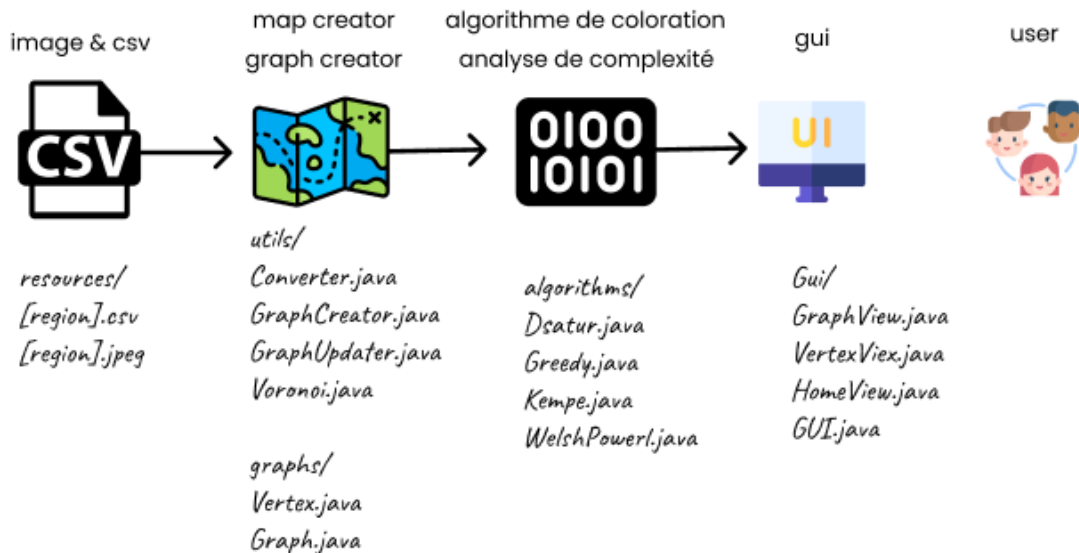 image & csv
map creator
graph creator
algorithme de coloration
analyse de complexité
gui
user
CSV
0100
10101
UI
resources/
[region].csv
[region].jpeg
utils/
Converter.java
GraphCreator.java
GraphUpdater.java
Voronoi.java
graphs/
Vertex.java
Graph.java
algorithms/
Dsatur.java
Greedy.java
Kempe.java
WelshPowerl.java
Gui/
GraphView.java
VertexViex.java
HomeView.java
GUI.java